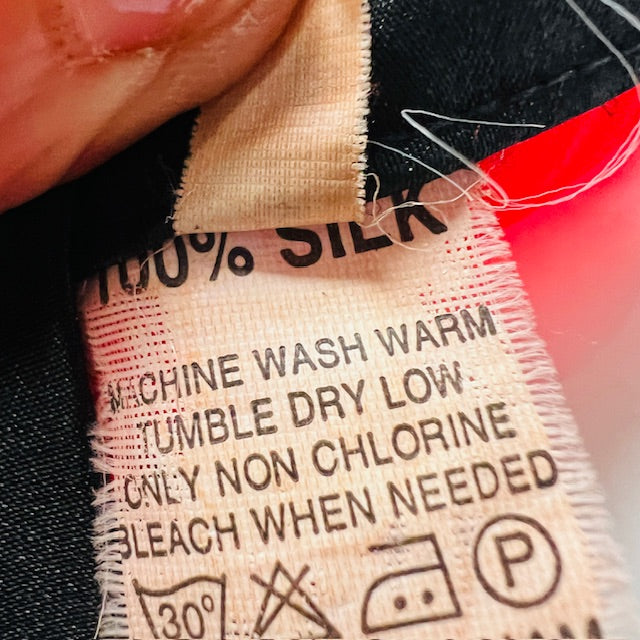 100% SILK
MACHINE WASH WARM
TUMBLE DRY LOW
ONLY NON CHLORINE
BLEACH WHEN NEEDED
30° P